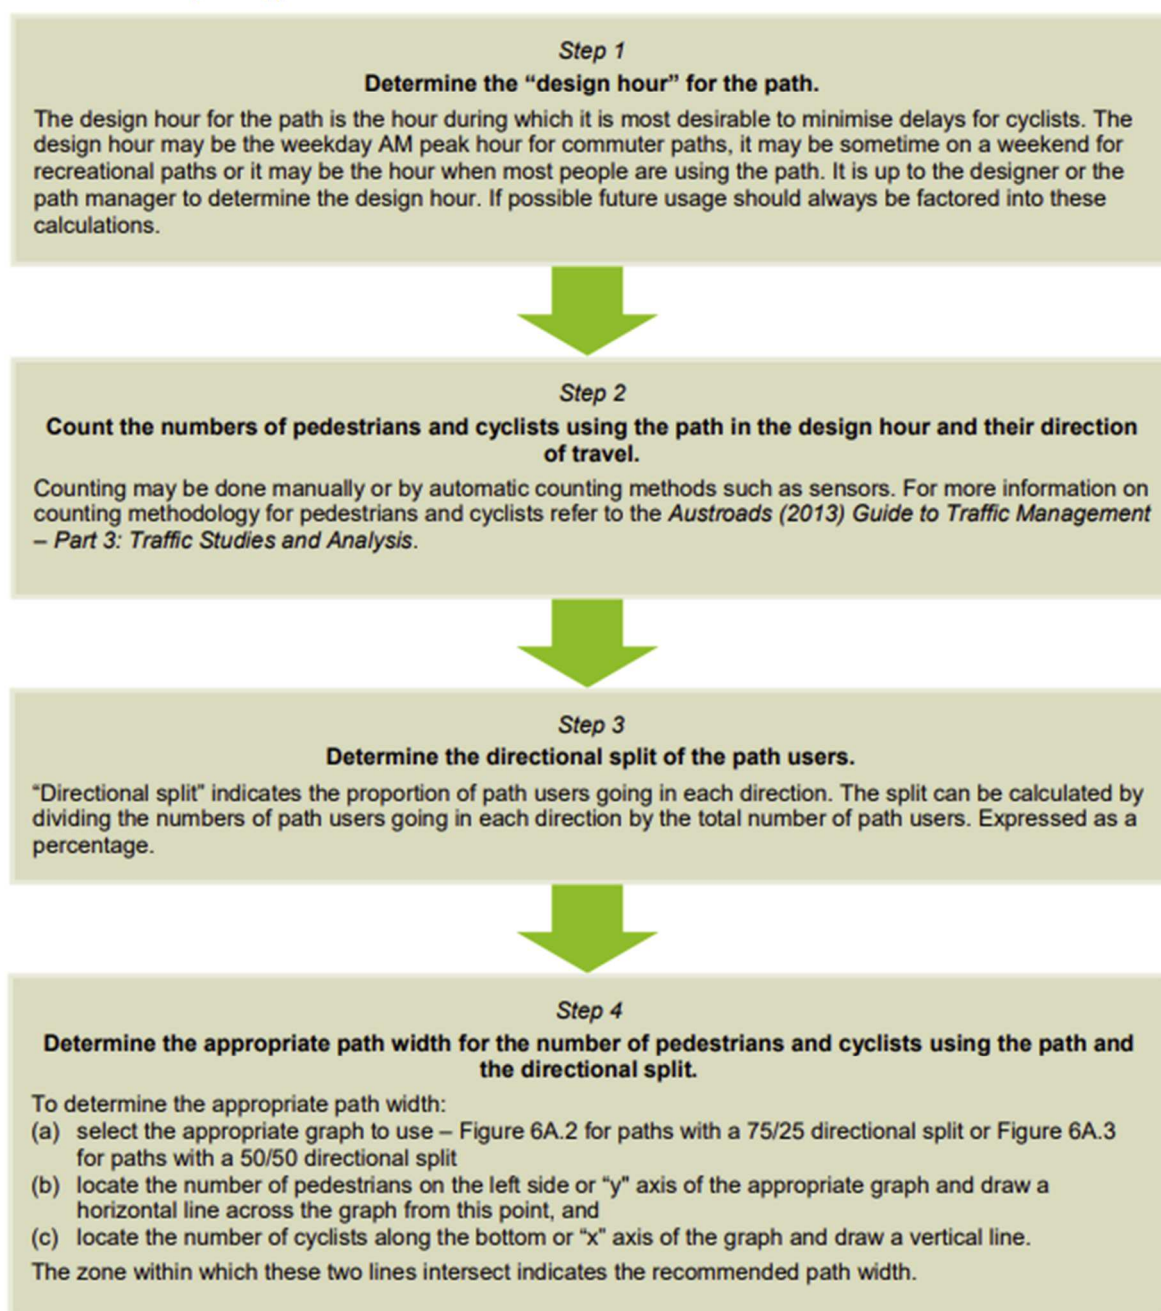 Step 1
Determine the “design hour” for the path.
The design hour for the path is the hour during which it is most desirable to minimise delays for cyclists. The
design hour may be the weekday AM peak hour for commuter paths, it may be sometime on a weekend for
recreational paths or it may be the hour when most people are using the path. It is up to the designer or the
path manager to determine the design hour. If possible future usage should always be factored into these
calculations.
Step 2
Count the numbers of pedestrians and cyclists using the path in the design hour and their direction
of travel.
Counting may be done manually or by automatic counting methods such as sensors. For more information on
counting methodology for pedestrians and cyclists refer to the Austroads (2013) Guide to Traffic Management
– Part 3: Traffic Studies and Analysis.
Step 3
Determine the directional split of the path users.
“Directional split” indicates the proportion of path users going in each direction. The split can be calculated by
dividing the numbers of path users going in each direction by the total number of path users. Expressed as a
percentage.
Step 4
Determine the appropriate path width for the number of pedestrians and cyclists using the path and
the directional split.
To determine the appropriate path width:
(a) select the appropriate graph to use – Figure 6A.2 for paths with a 75/25 directional split or Figure 6A.3
for paths with a 50/50 directional split
(b) locate the number of pedestrians on the left side or “y” axis of the appropriate graph and draw a
horizontal line across the graph from this point, and
(c) locate the number of cyclists along the bottom or “x” axis of the graph and draw a vertical line.
The zone within which these two lines intersect indicates the recommended path width.